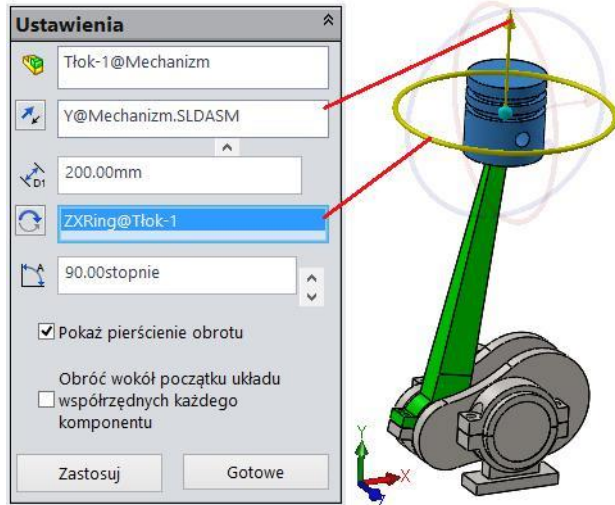 Ustawienia
Tłok-1@Mechanizm
Y@Mechanizm.SLDASM
D1
200.00mm
ZXRing@Tłok-1
A
90.00stopnie
Pokaż pierścienie obrotu
Obróć wokół początku układu
współrzędnych każdego
komponentu
Zastosuj
Gotowe
Y
X
Z